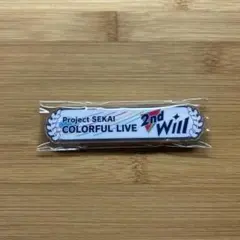 Project SEKAI
COLORFUL LIVE 2nd Will